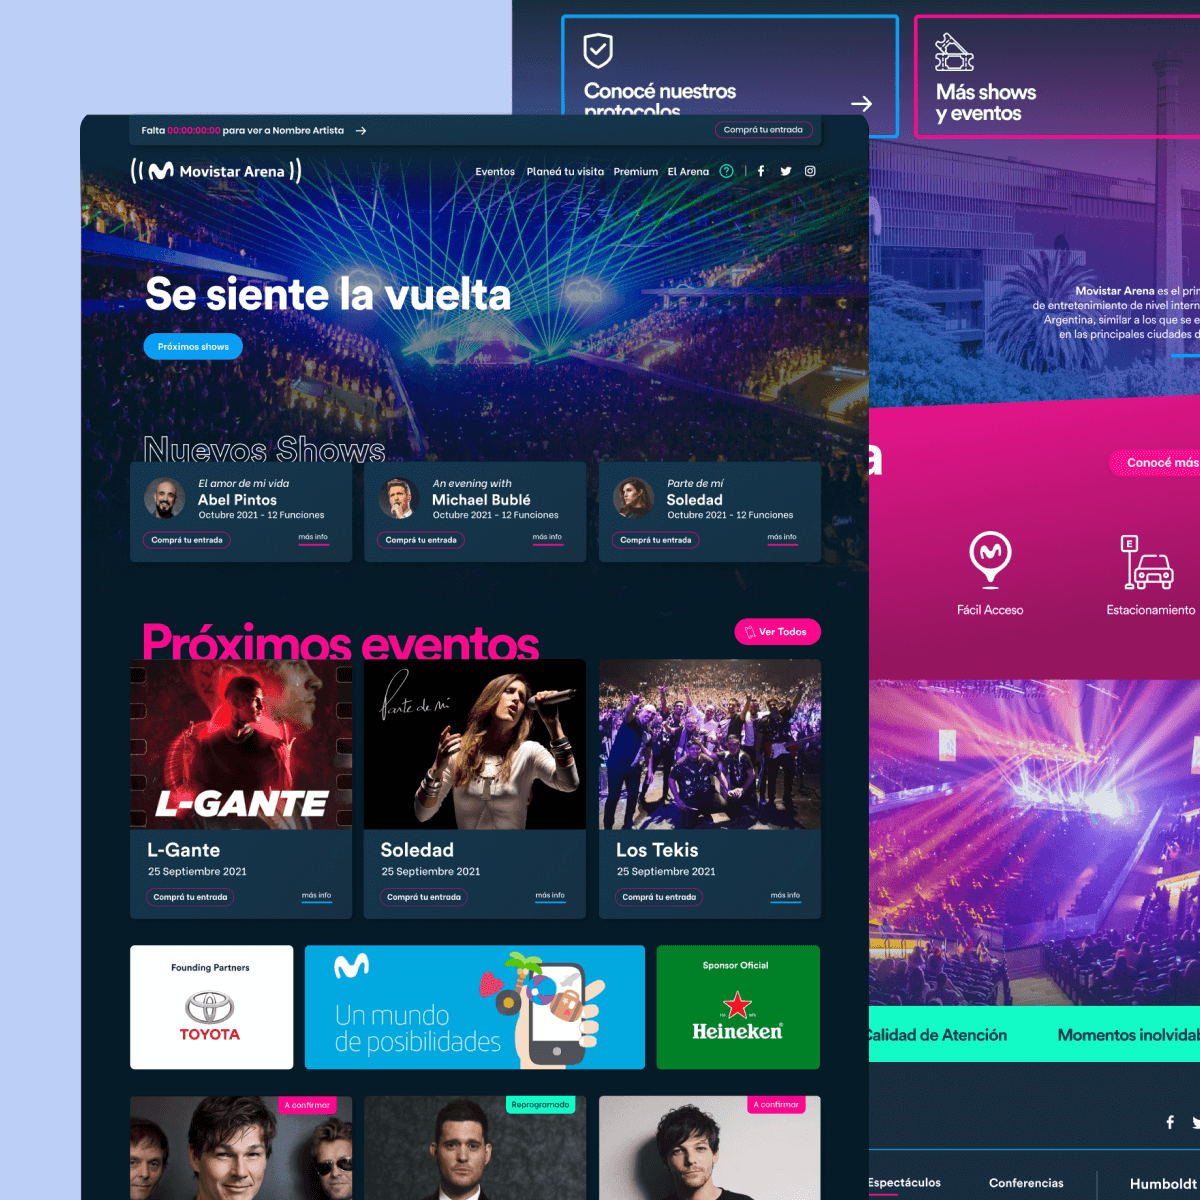 Conocé nuestros
protocolos
Más shows
y eventos
Falta 00:00:00:00 para ver a Nombre Artista
Comprá tu entrada
Movistar Arena
Eventos Planeá tu visita Premium El Arena ?
Se siente la vuelta
Próximos shows
Movistar Arena es el prin
de entretenimiento de nivel intern
Argentina, similar a los que se e
en las principales ciudades d
Nuevos Shows
El amor de mi vida
Abel Pintos
Octubre 2021 - 12 Funciones
Comprá tu entrada
más info
An evening with
Michael Bublé
Octubre 2021 - 12 Funciones
Comprá tu entrada
más info
Parte de mí
Soledad
Octubre 2021 - 12 Funciones
Comprá tu entrada
más info
a
Conocé más
E
Fácil Acceso
Estacionamiento
Próximos eventos
Ver Todos
L-GANTE
L-Gante
25 Septiembre 2021
Comprá tu entrada
más info
Parte de mi
Soledad
25 Septiembre 2021
Comprá tu entrada
más info
Los Tekis
25 Septiembre 2021
Comprá tu entrada
más info
Founding Partners
TOYOTA
Un mundo
de posibilidades
Sponsor Oficial
Heineken
Calidad de Atención
Momentos inolvidab
A confirmar
Reprogramado
A confirmar
Espectáculos
Conferencias
Humboldt